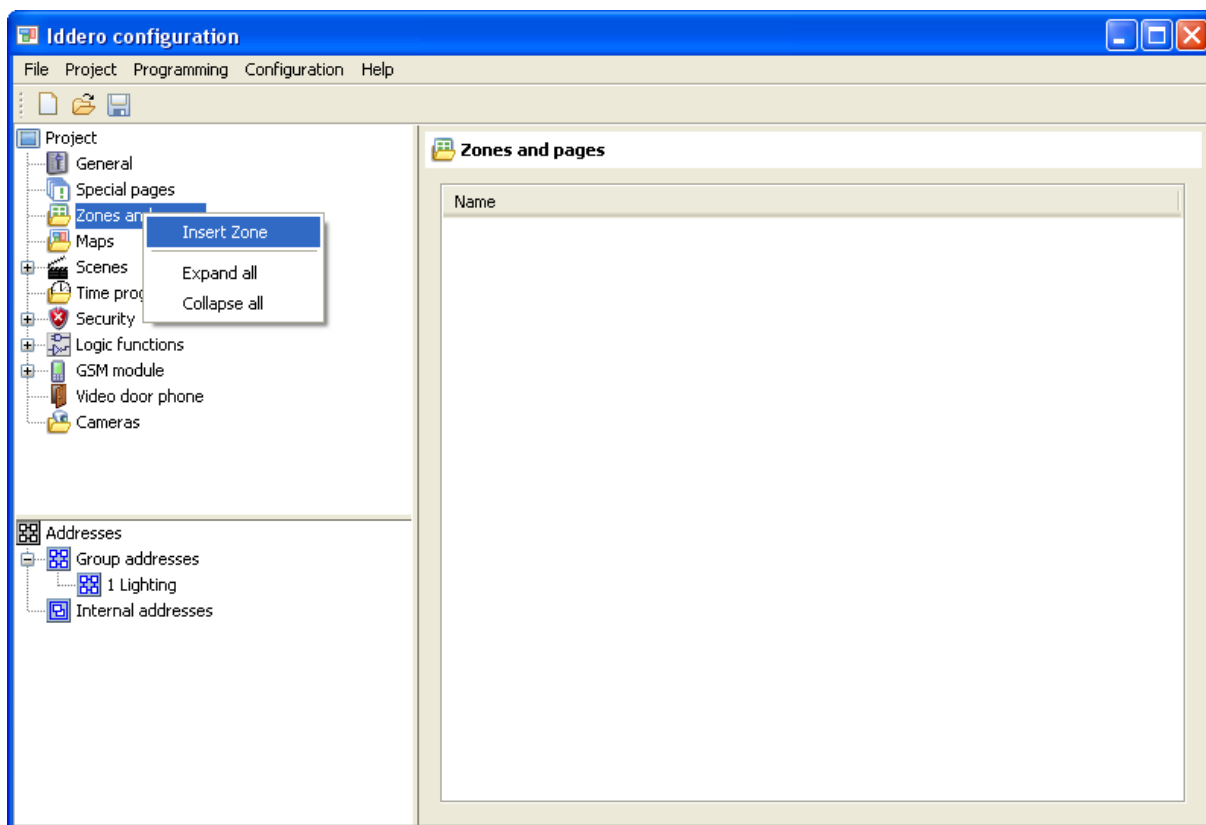 Iddero configuration
File Project Programming Configuration Help
Project
General
Special pages
Zones an
Maps
Scenes
Time prog
Security
Logic functions
GSM module
Video door phone
Cameras
Insert Zone
Expand all
Collapse all
Addresses
Group addresses
1 Lighting
Internal addresses
Zones and pages
Name